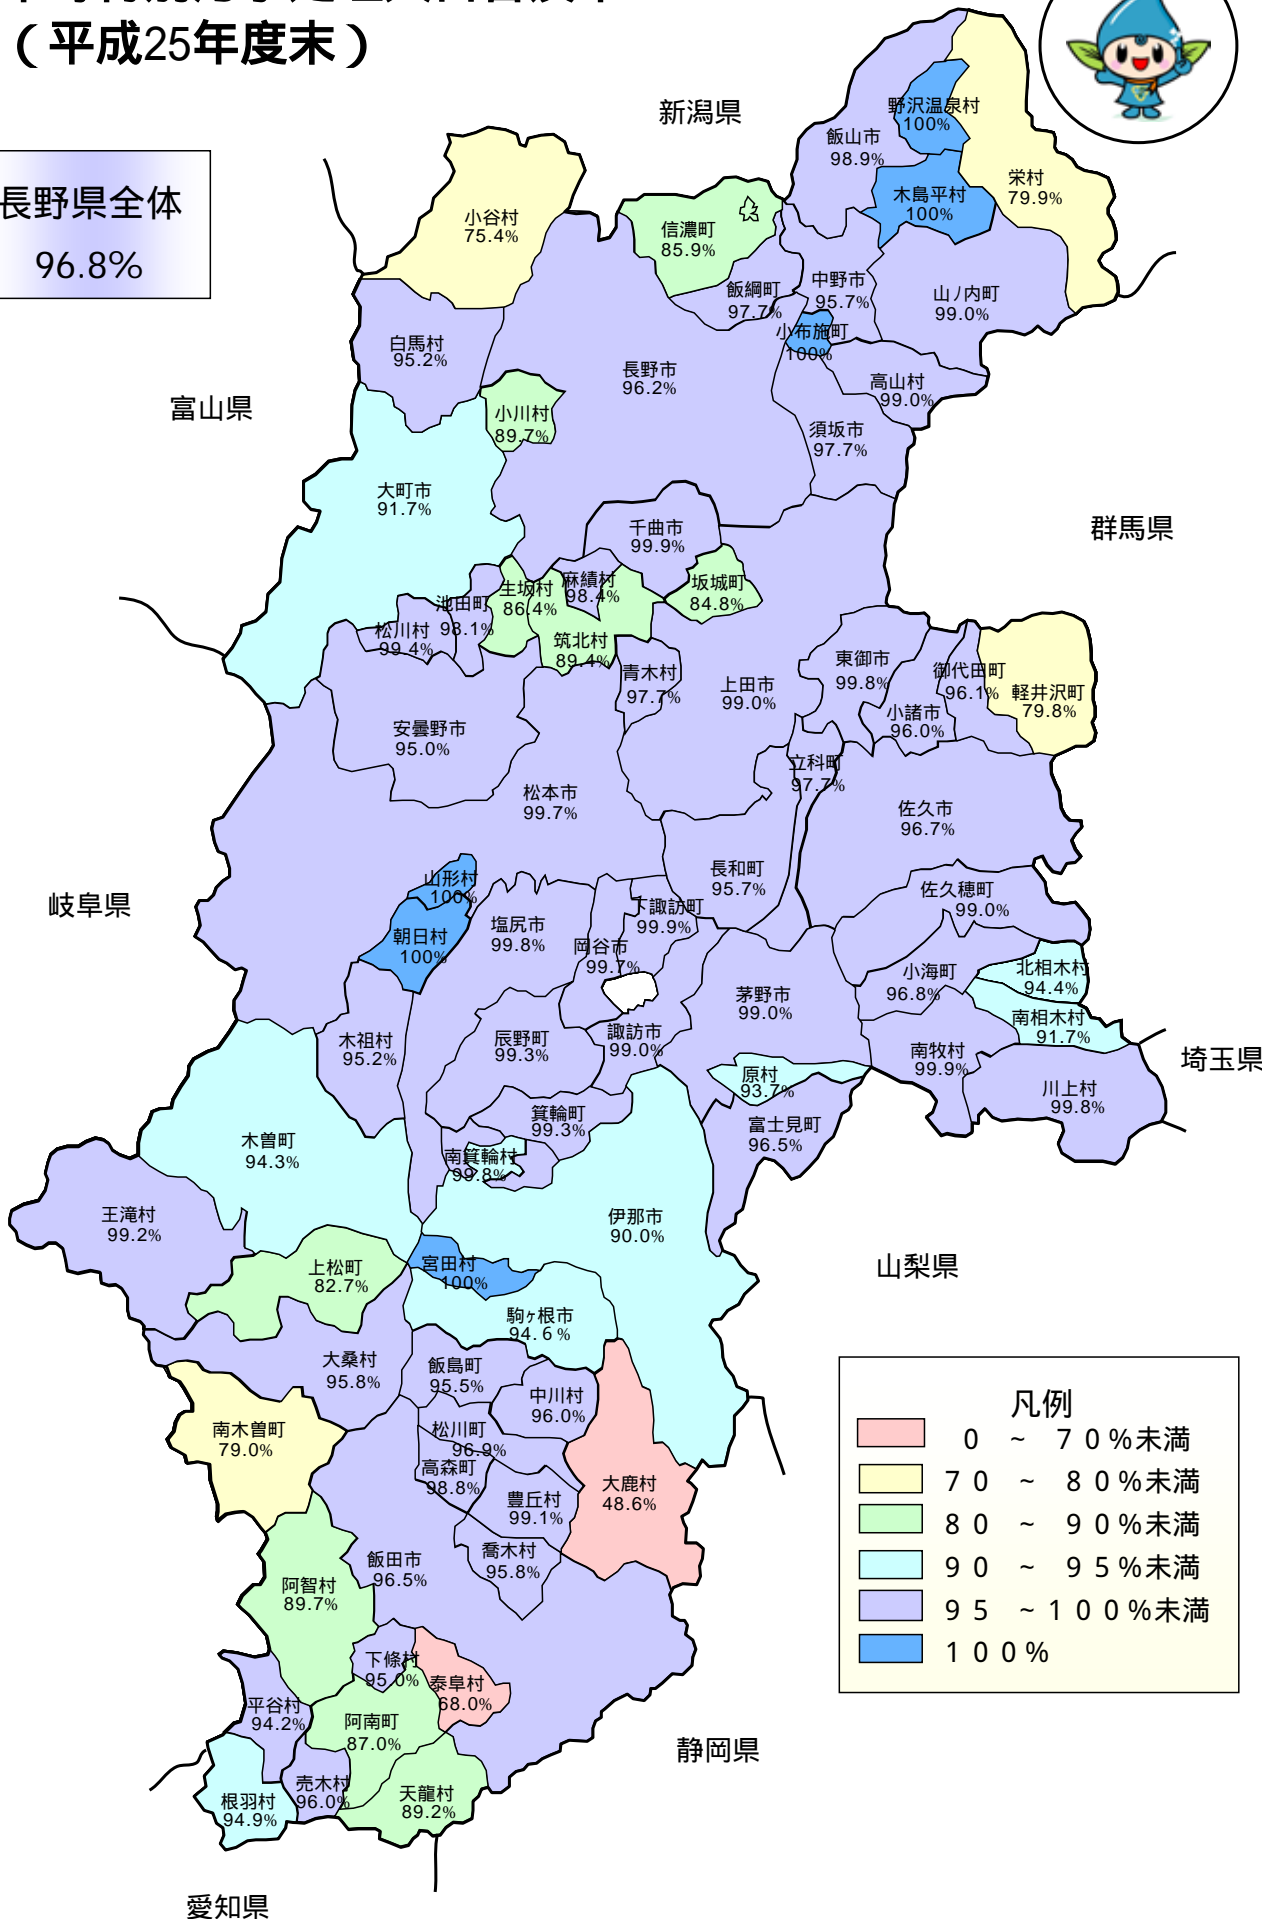 （平成25年度末）
長野県全体
96.8%
新潟県
富山県
群馬県
岐阜県
埼玉県
山梨県
静岡県
愛知県
野沢温泉村
100%
飯山市
98.9%
栄村
79.9%
木島平村
100%
小谷村
75.4%
信濃町
85.9%
飯綱町
97.7%
中野市
95.7%
山ノ内町
99.0%
小布施町
100%
白馬村
95.2%
長野市
96.2%
高山村
99.0%
小川村
89.7%
須坂市
97.7%
大町市
91.7%
千曲市
99.9%
麻績村
98.4%
坂城町
84.8%
生坂村
86.4%
池田町
98.1%
松川村
99.4%
筑北村
89.4%
青木村
97.7%
上田市
99.0%
東御市
99.8%
御代田町
96.1%
軽井沢町
79.8%
小諸市
96.0%
安曇野市
95.0%
立科町
97.7%
松本市
99.7%
佐久市
96.7%
長和町
95.7%
山形村
100%
佐久穂町
99.0%
下諏訪町
99.9%
塩尻市
99.8%
朝日村
100%
岡谷市
99.7%
小海町
96.8%
北相木村
94.4%
茅野市
99.0%
南相木村
91.7%
木祖村
95.2%
辰野町
99.3%
諏訪市
99.0%
南牧村
99.9%
原村
93.7%
川上村
99.8%
箕輪町
99.3%
富士見町
96.5%
木曽町
94.3%
南箕輪村
99.8%
王滝村
99.2%
伊那市
90.0%
上松町
82.7%
宮田村
100%
駒ヶ根市
94.6%
大桑村
95.8%
飯島町
95.5%
中川村
96.0%
南木曽町
79.0%
松川町
96.9%
高森町
98.8%
大鹿村
48.6%
豊丘村
99.1%
喬木村
95.8%
飯田市
96.5%
阿智村
89.7%
下條村
95.0%
泰阜村
68.0%
平谷村
94.2%
阿南町
87.0%
売木村
96.0%
天龍村
89.2%
根羽村
94.9%
凡例
0 ~ 70%未満
70 ~ 80%未満
80 ~ 90%未満
90 ~ 95%未満
95 ~100%未満
100%